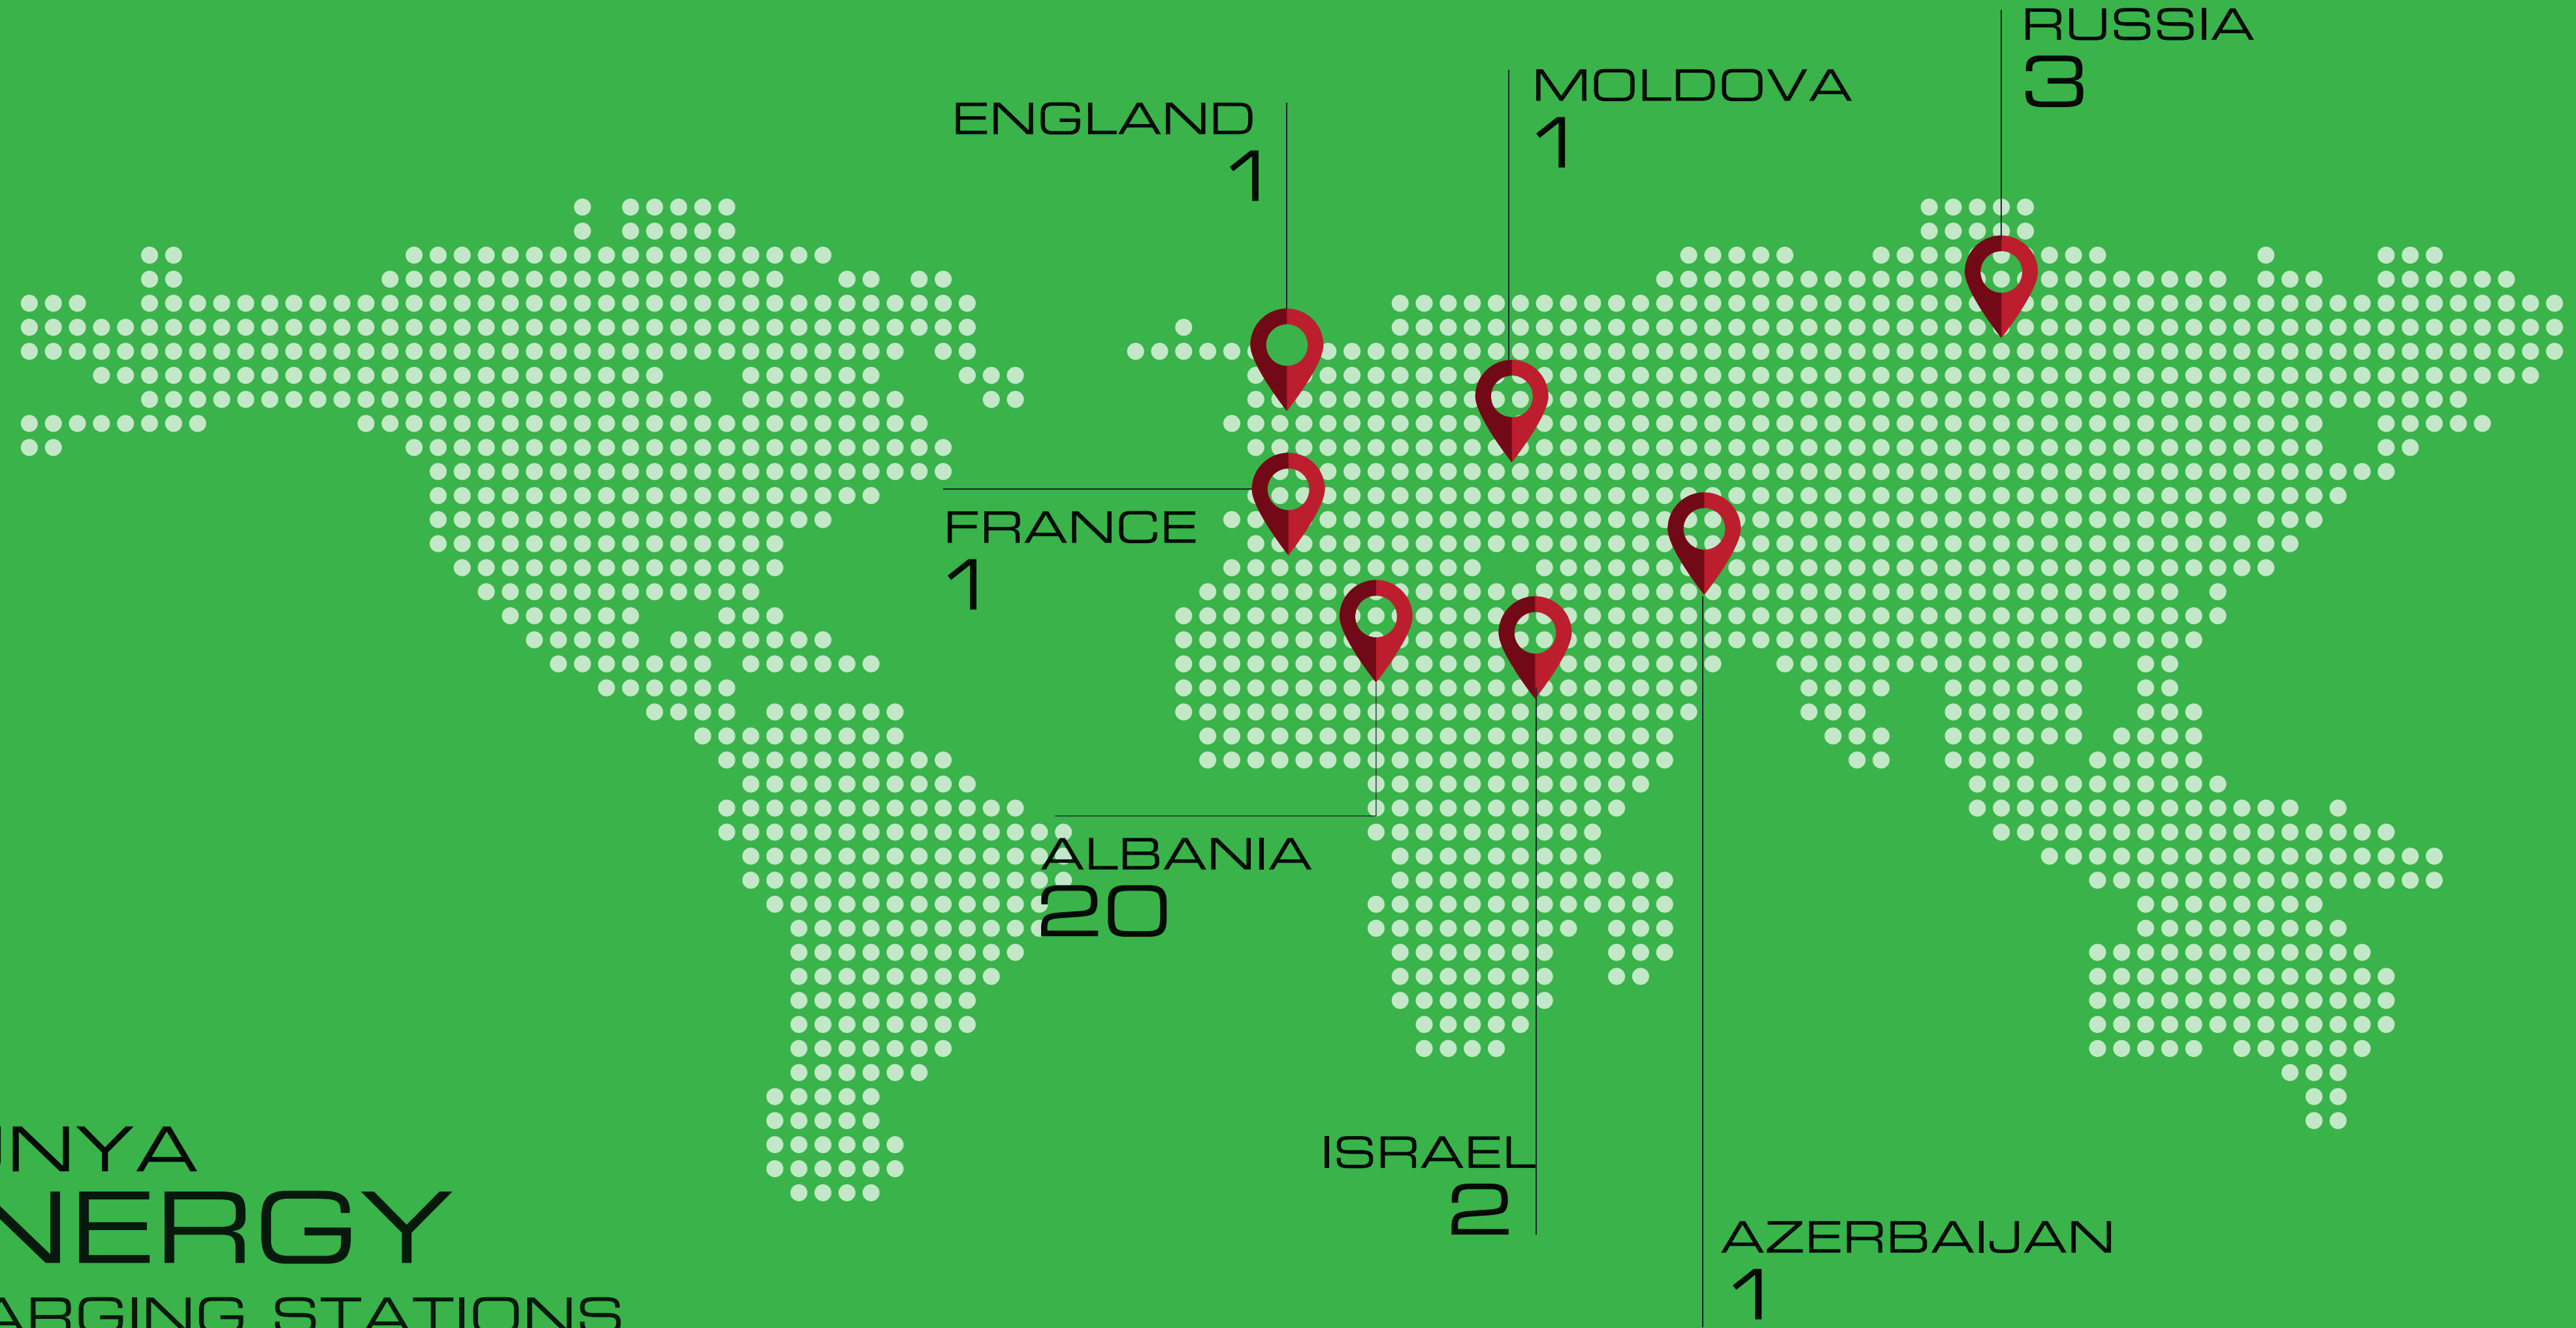 RUSSIA
3
MOLDOVA
1
ENGLAND
1
FRANCE
1
ALBANIA
20
ISRAEL
2
AZERBAIJAN
1
NYA
NERGY
ARGING STATIONS